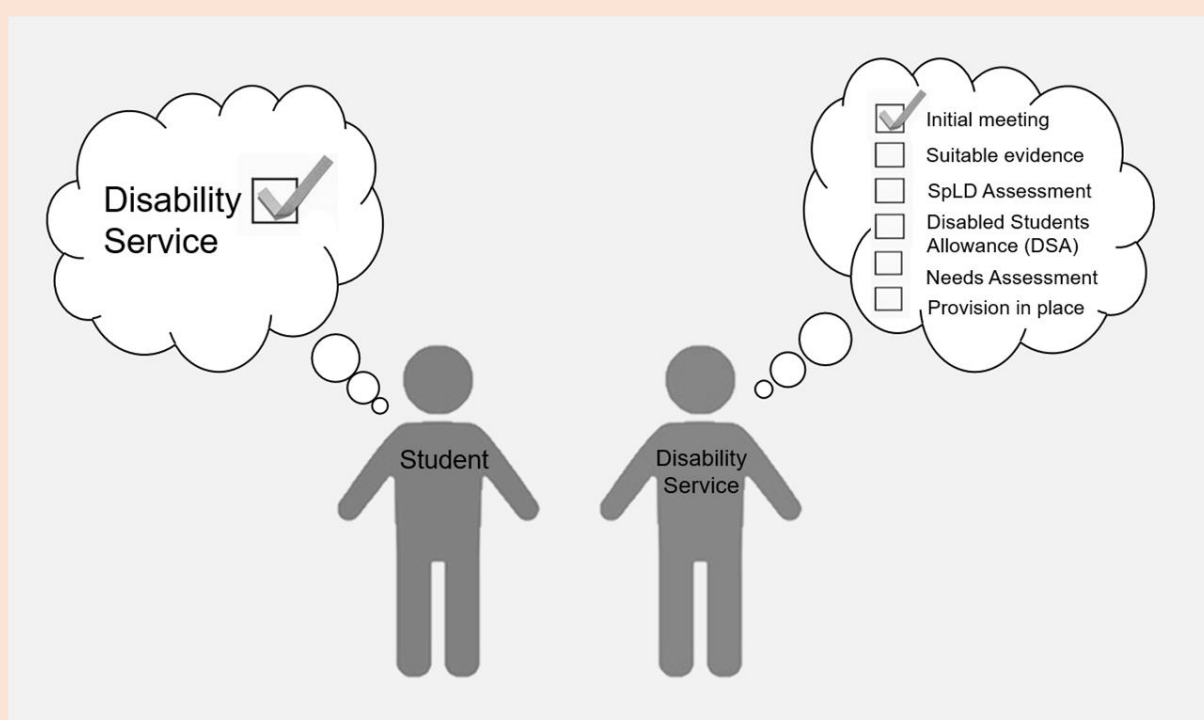 Disability
Service
Initial meeting
Suitable evidence
SpLD Assessment
Disabled Students
Allowance (DSA)
Needs Assessment
Provision in place
Student
Disability
Service